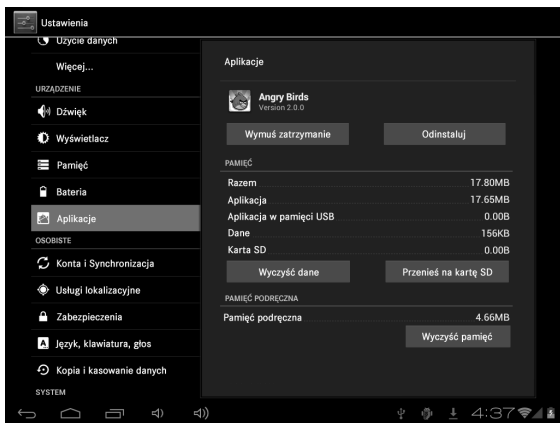 Ustawienia
Użycie danych
Więcej...
URZĄDZENIE
Dźwięk
Wyświetlacz
Pamięć
Bateria
Aplikacje
OSOBISTE
Konta i Synchronizacja
Usługi lokalizacyjne
Zabezpieczenia
Język, klawiatura, głos
Kopia i kasowanie danych
SYSTEM
Aplikacje
Angry Birds
Version 2.0.0
Wymuś zatrzymanie Odinstaluj
PAMIĘĆ
Razem 17.80MB
Aplikacja 17.65MB
Aplikacja w pamięci USB 0.00B
Dane 156KB
Karta SD 0.00B
Wyczyść dane Przenieś na kartę SD
PAMIĘĆ PODRĘCZNA
Pamięć podręczna 4.66MB
Wyczyść pamięć
4:37